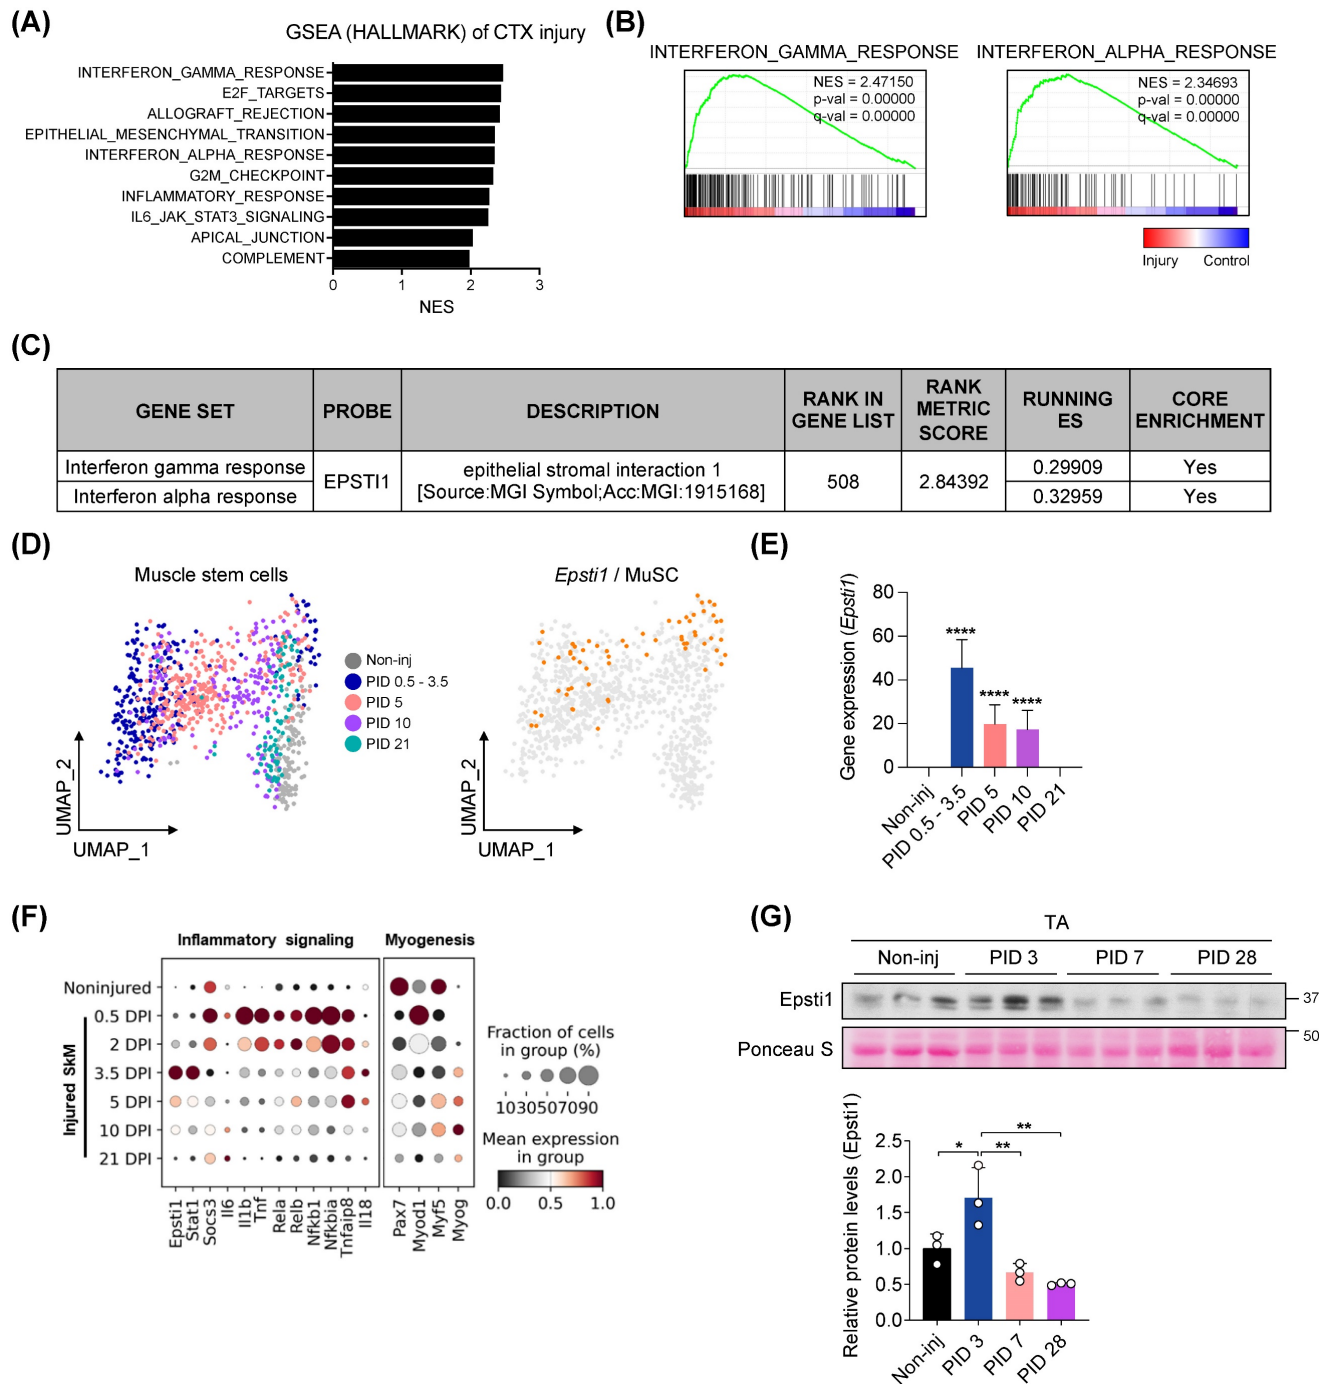 (A)
GSEA (HALLMARK) of CTX injury
INTERFERON_GAMMA_RESPONSE
E2F_TARGETS
ALLOGRAFT_REJECTION
EPITHELIAL_MESENCHYMAL_TRANSITION
INTERFERON_ALPHA_RESPONSE
G2M_CHECKPOINT
INFLAMMATORY_RESPONSE
IL6_JAK_STAT3_SIGNALING
APICAL_JUNCTION
COMPLEMENT
0 1 2 3
NES
(B)
INTERFERON_GAMMA_RESPONSE
NES = 2.47150
p-val = 0.00000
q-val = 0.00000
INTERFERON_ALPHA_RESPONSE
NES = 2.34693
p-val = 0.00000
q-val = 0.00000
Injury Control
(C)
GENE SET PROBE DESCRIPTION RANK IN GENE LIST RANK METRIC SCORE RUNNING ES CORE ENRICHMENT
Interferon gamma response EPSTI1 epithelial stromal interaction 1 508 2.84392 0.29909 Yes
Interferon alpha response [Source:MGI Symbol;Acc:MGI:1915168] 0.32959 Yes
(D)
Muscle stem cells
Non-inj
PID 0.5 - 3.5
PID 5
PID 10
PID 21
UMAP_2
UMAP_1
Epsti1 / MuSC
UMAP_2
UMAP_1
(E)
Gene expression (Epsti1)
80
60
40
20
0
****
****
****
Non-inj
PID 0.5 - 3.5
PID 5
PID 10
PID 21
(F)
Inflammatory signaling Myogenesis
Noninjured
0.5 DPI
2 DPI
3.5 DPI
5 DPI
10 DPI
21 DPI
Injured SkM
Epsti1
Stat1
Socs3
Il6
Il1b
Tnf
Rela
Relb
Nfkb1
Nfkbia
Tnfaip8
Il18
Pax7
Myod1
Myf5
Myog
Fraction of cells
in group (%)
1030507090
Mean expression
in group
0.0 0.5 1.0
(G)
TA
Non-inj PID 3 PID 7 PID 28
Epsti1
37
50
Ponceau S
Relative protein levels (Epsti1)
2.5
2.0
1.5
1.0
0.5
0.0
**
* **
Non-inj
PID 3
PID 7
PID 28